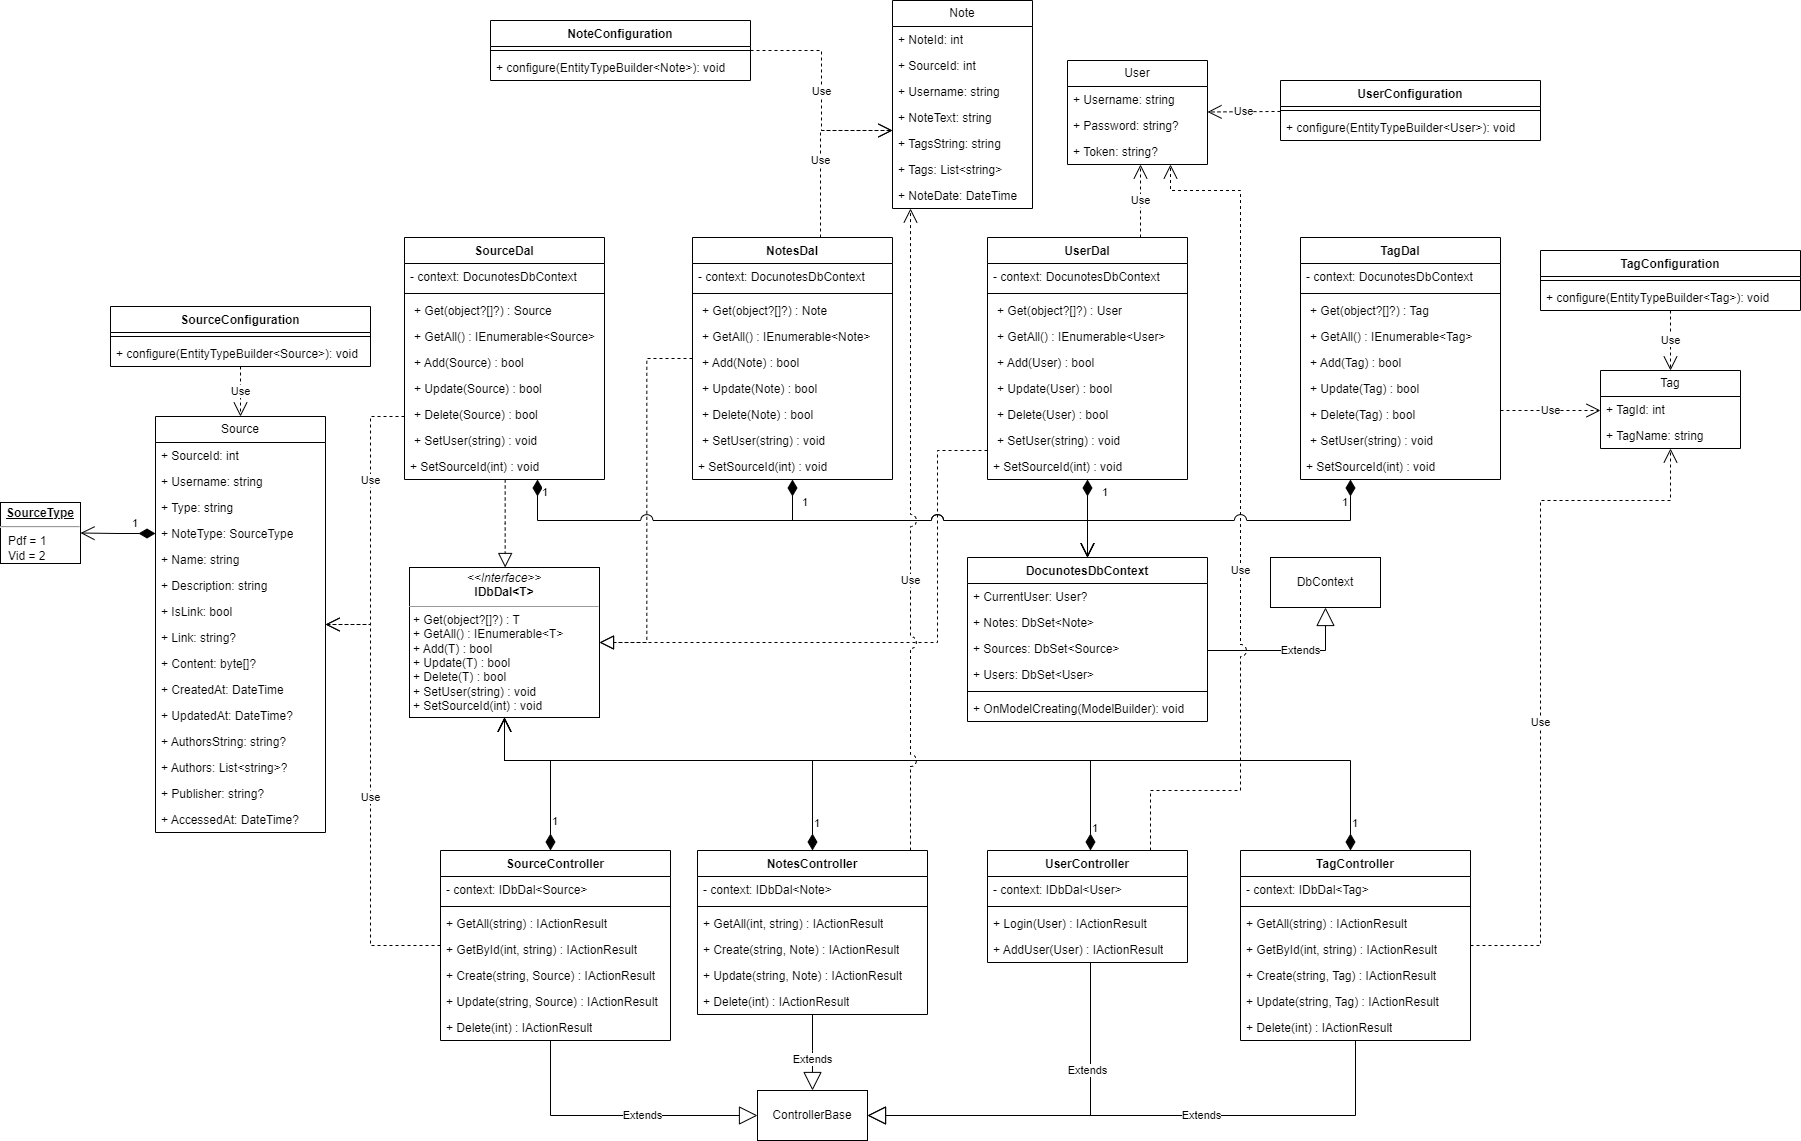 NoteConfiguration
+ configure(EntityTypeBuilder<Note>): void
Use
Use
Note
+ NoteId: int
+ SourceId: int
+ Username: string
+ NoteText: string
+ TagsString: string
+ Tags: List<string>
+ NoteDate: DateTime
User
+ Username: string
+ Password: string?
+ Token: string?
Use
UserConfiguration
+ configure(EntityTypeBuilder<User>): void
Use
SourceDal
- context: DocunotesDbContext
+ Get(object?[]?) : Source
+ GetAll() : IEnumerable<Source>
+ Add(Source) : bool
+ Update(Source) : bool
+ Delete(Source) : bool
+ SetUser(string) : void
+ SetSourceId(int) : void
1
NotesDal
- context: DocunotesDbContext
+ Get(object?[]?) : Note
+ GetAll() : IEnumerable<Note>
+ Add(Note) : bool
+ Update(Note) : bool
+ Delete(Note) : bool
+ SetUser(string) : void
+ SetSourceId(int) : void
1
UserDal
- context: DocunotesDbContext
+ Get(object?[]?) : User
+ GetAll() : IEnumerable<User>
+ Add(User) : bool
+ Update(User) : bool
+ Delete(User) : bool
+ SetUser(string) : void
+ SetSourceId(int) : void
1
TagDal
- context: DocunotesDbContext
+ Get(object?[]?) : Tag
+ GetAll() : IEnumerable<Tag>
+ Add(Tag) : bool
+ Update(Tag) : bool
+ Delete(Tag) : bool
+ SetUser(string) : void
+ SetSourceId(int) : void
1
TagConfiguration
+ configure(EntityTypeBuilder<Tag>): void
Use
Tag
+ TagId: int
+ TagName: string
Use
SourceConfiguration
+ configure(EntityTypeBuilder<Source>): void
Use
Source
+ SourceId: int
+ Username: string
+ Type: string
+ NoteType: SourceType
+ Name: string
+ Description: string
+ IsLink: bool
+ Link: string?
+ Content: byte[]?
+ CreatedAt: DateTime
+ UpdatedAt: DateTime?
+ AuthorsString: string?
+ Authors: List<string>?
+ Publisher: string?
+ AccessedAt: DateTime?
SourceType
Pdf = 1
Vid = 2
1
Use
Use
<<Interface>>
IDbDal<T>
+ Get(object?[]?) : T
+ GetAll() : IEnumerable<T>
+ Add(T) : bool
+ Update(T) : bool
+ Delete(T) : bool
+ SetUser(string) : void
+ SetSourceId(int) : void
Use
DocunotesDbContext
+ CurrentUser: User?
+ Notes: DbSet<Note>
+ Sources: DbSet<Source>
+ Users: DbSet<User>
+ OnModelCreating(ModelBuilder): void
Use
DbContext
Extends
Use
1
SourceController
- context: IDbDal<Source>
+ GetAll(string) : IActionResult
+ GetById(int, string) : IActionResult
+ Create(string, Source) : IActionResult
+ Update(string, Source) : IActionResult
+ Delete(int) : IActionResult
1
NotesController
- context: IDbDal<Note>
+ GetAll(int, string) : IActionResult
+ Create(string, Note) : IActionResult
+ Update(string, Note) : IActionResult
+ Delete(int) : IActionResult
1
UserController
- context: IDbDal<User>
+ Login(User) : IActionResult
+ AddUser(User) : IActionResult
1
TagController
- context: IDbDal<Tag>
+ GetAll(string) : IActionResult
+ GetById(int, string) : IActionResult
+ Create(string, Tag) : IActionResult
+ Update(string, Tag) : IActionResult
+ Delete(int) : IActionResult
Extends
Extends
Extends
ControllerBase
Extends